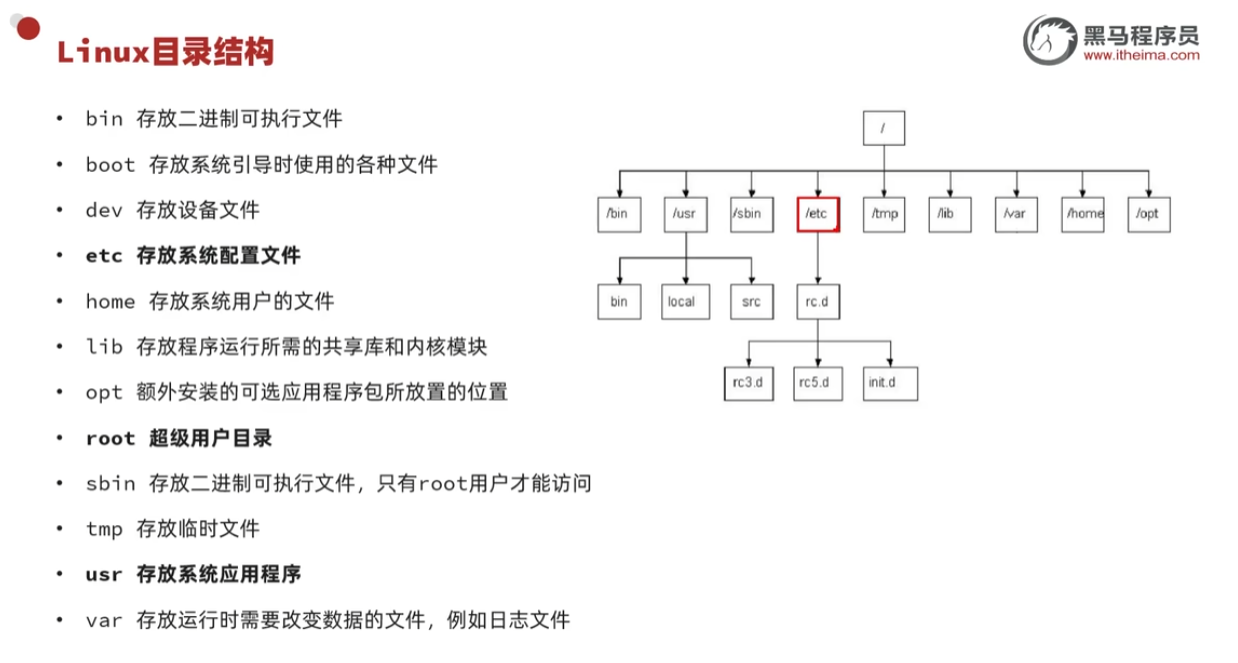 Linux目录结构
黑马程序员
www.itheima.com
• bin 存放二进制可执行文件
• boot 存放系统引导时使用的各种文件
• dev 存放设备文件
• etc 存放系统配置文件
• home 存放系统用户的文件
• lib 存放程序运行所需的共享库和内核模块
• opt 额外安装的可选应用程序包所放置的位置
• root 超级用户目录
• sbin 存放二进制可执行文件，只有root用户才能访问
• tmp 存放临时文件
• usr 存放系统应用程序
• var 存放运行时需要改变数据的文件，例如日志文件
/
/bin /usr /sbin /etc /tmp /lib /var /home /opt
bin local src rc.d
rc3.d rc5.d init.d